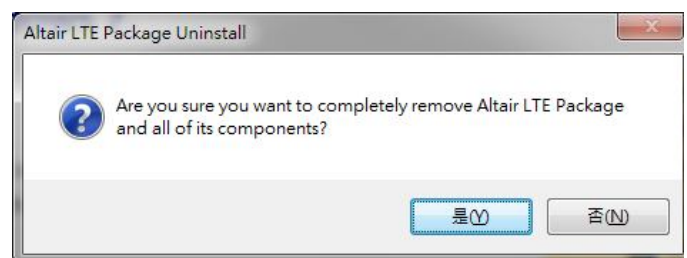 Altair LTE Package Uninstall
Are you sure you want to completely remove Altair LTE Package
and all of its components?
是(Y)
否(N)